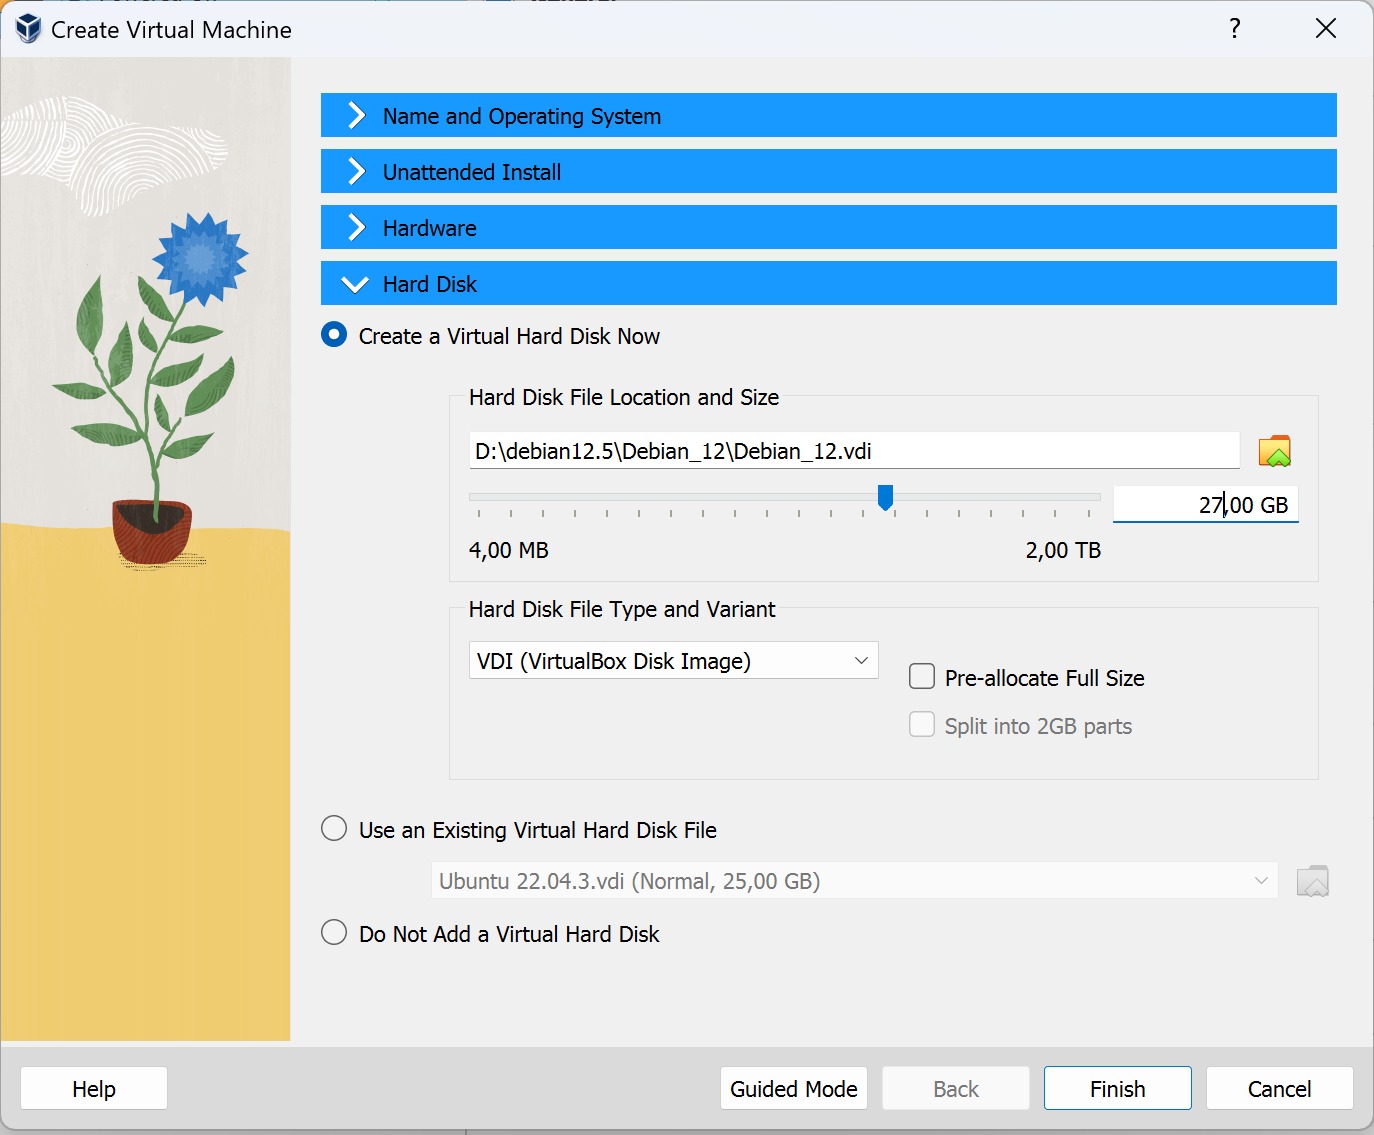 Create Virtual Machine
?
Name and Operating System
Unattended Install
Hardware
Hard Disk
Create a Virtual Hard Disk Now
Hard Disk File Location and Size
D:\debian12.5\Debian_12\Debian_12.vdi
27,00 GB
4,00 MB 2,00 TB
Hard Disk File Type and Variant
VDI (VirtualBox Disk Image)
Pre-allocate Full Size
Split into 2GB parts
Use an Existing Virtual Hard Disk File
Ubuntu 22.04.3.vdi (Normal, 25,00 GB)
Do Not Add a Virtual Hard Disk
Help Guided Mode Back Finish Cancel